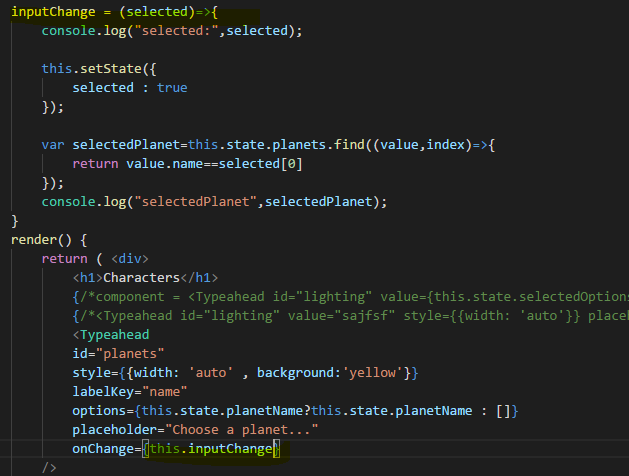 inputChange = (selected)=>{
console.log("selected:",selected);
this.setState({
selected : true
});
var selectedPlanet=this.state.planets.find((value,index)=>{
return value.name==selected[0]
});
console.log("selectedPlanet",selectedPlanet);
}
render() {
return ( <div>
<h1>Characters</h1>
{/*component = <Typeahead id="lighting" value={this.state.selectedOptions
{/*<Typeahead id="lighting" value="sajfsf" style={{width: 'auto'}} placeh
<Typeahead
id="planets"
style={{width: 'auto' , background:'yellow'}}
labelKey="name"
options={this.state.planetName?this.state.planetName : []}
placeholder="Choose a planet..."
onChange={this.inputChange}
/>